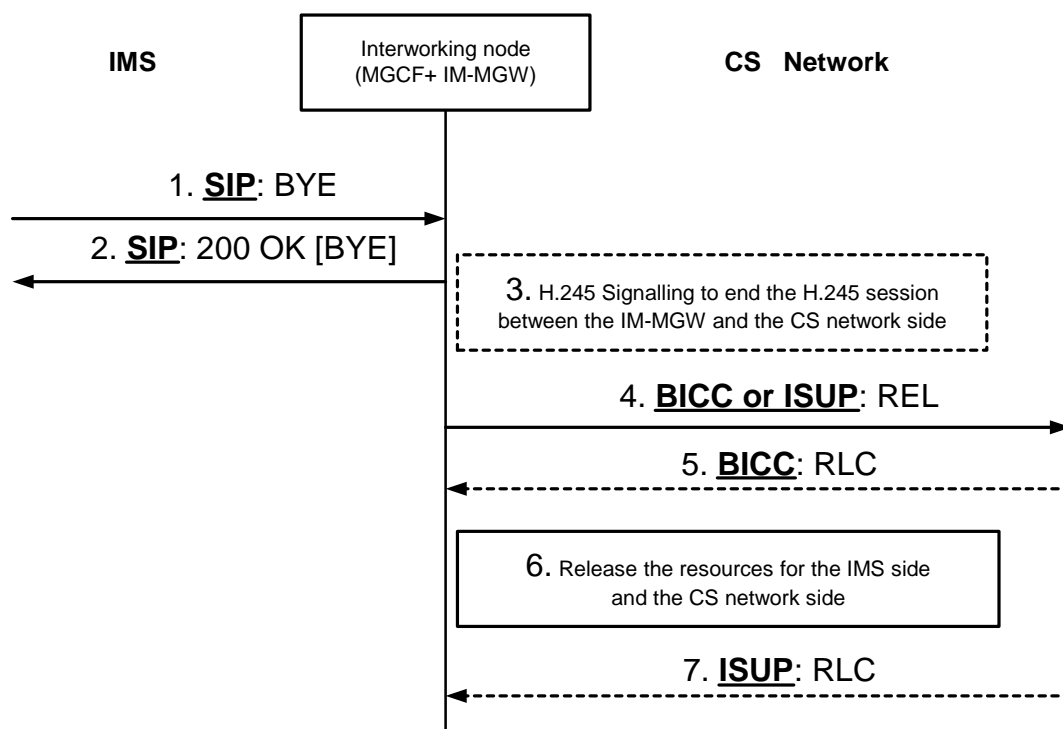 IMS
Interworking node
(MGCF+ IM-MGW)
CS Network
1. SIP: BYE
2. SIP: 200 OK [BYE]
3. H.245 Signalling to end the H.245 session
between the IM-MGW and the CS network side
4. BICC or ISUP: REL
5. BICC: RLC
6. Release the resources for the IMS side
and the CS network side
7. ISUP: RLC